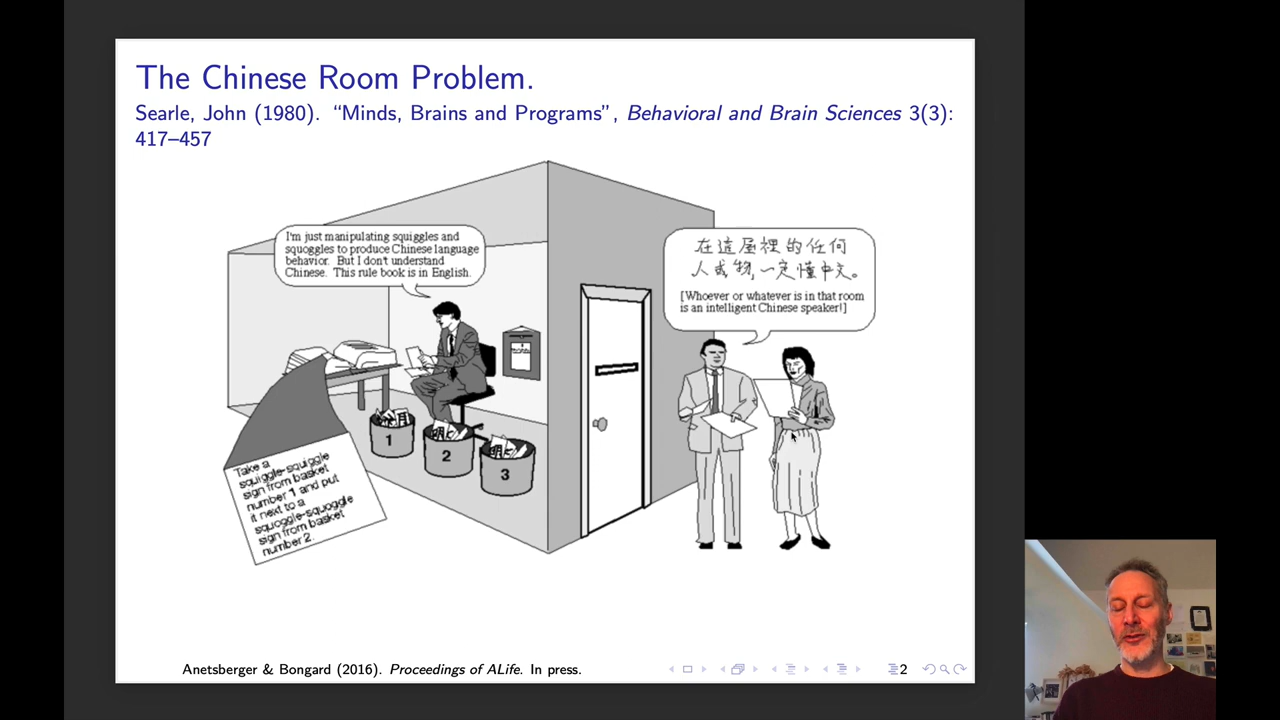 The Chinese Room Problem.
Searle, John (1980). “Minds, Brains and Programs”, Behavioral and Brain Sciences 3(3):
417–457
I'm just manipulating squiggles and
squoggles to produce Chinese language
behavior. But I don't understand
Chinese. This rule book is in English.
在這屋裡的任何
人或物,一定懂中文。
[Whoever or whatever is in that room
is an intelligent Chinese speaker!]
1
2
3
Take a
squiggle-squiggle
sign from basket
number 1 and put
it next to a
squoggle-squoggle
sign from basket
number 2.
Anetsberger & Bongard (2016). Proceedings of ALife. In press.
2